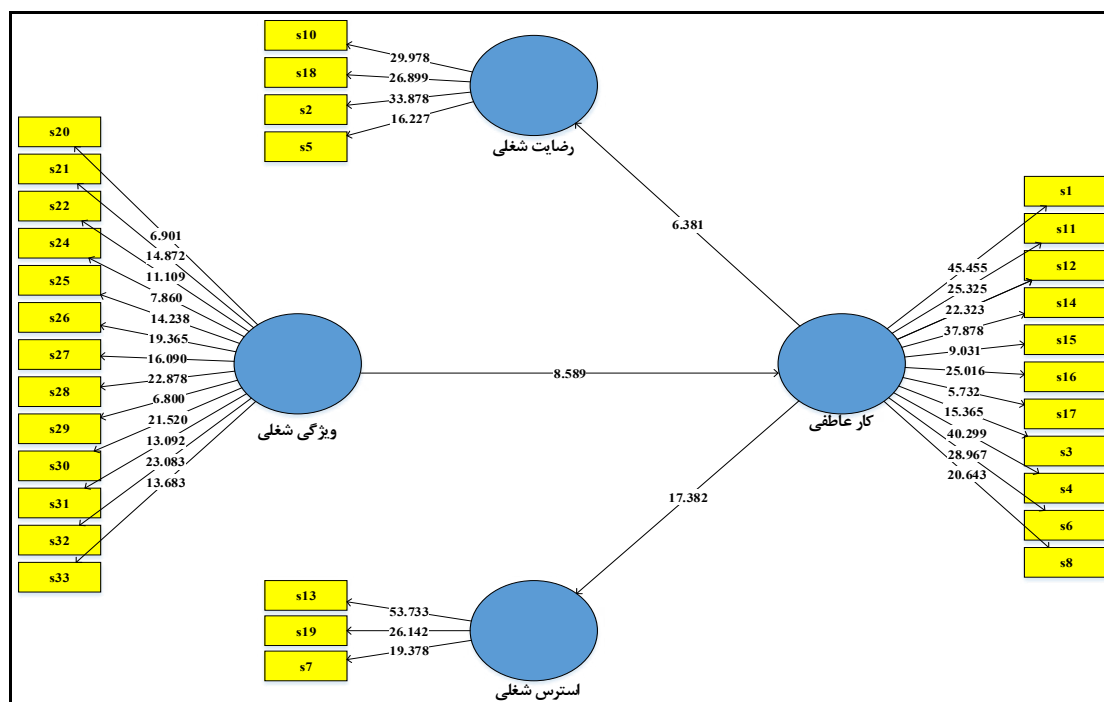 s10
s18
s2
s5
29.978
26.899
33.878
16.227
رضایت شغلی
s20
s21
s22
s24
s25
s26
s27
s28
s29
s30
s31
s32
s33
6.901
14.872
11.109
7.860
14.238
19.365
16.090
22.878
6.800
21.520
13.092
23.083
13.683
ویژگی شغلی
6.381
8.589
17.382
s1
s11
s12
s14
s15
s16
s17
s3
s4
s6
s8
45.455
25.325
22.323
37.878
9.031
25.016
5.732
15.365
40.299
28.967
20.643
کار عاطفی
s13
s19
s7
53.733
26.142
19.378
استرس شغلی